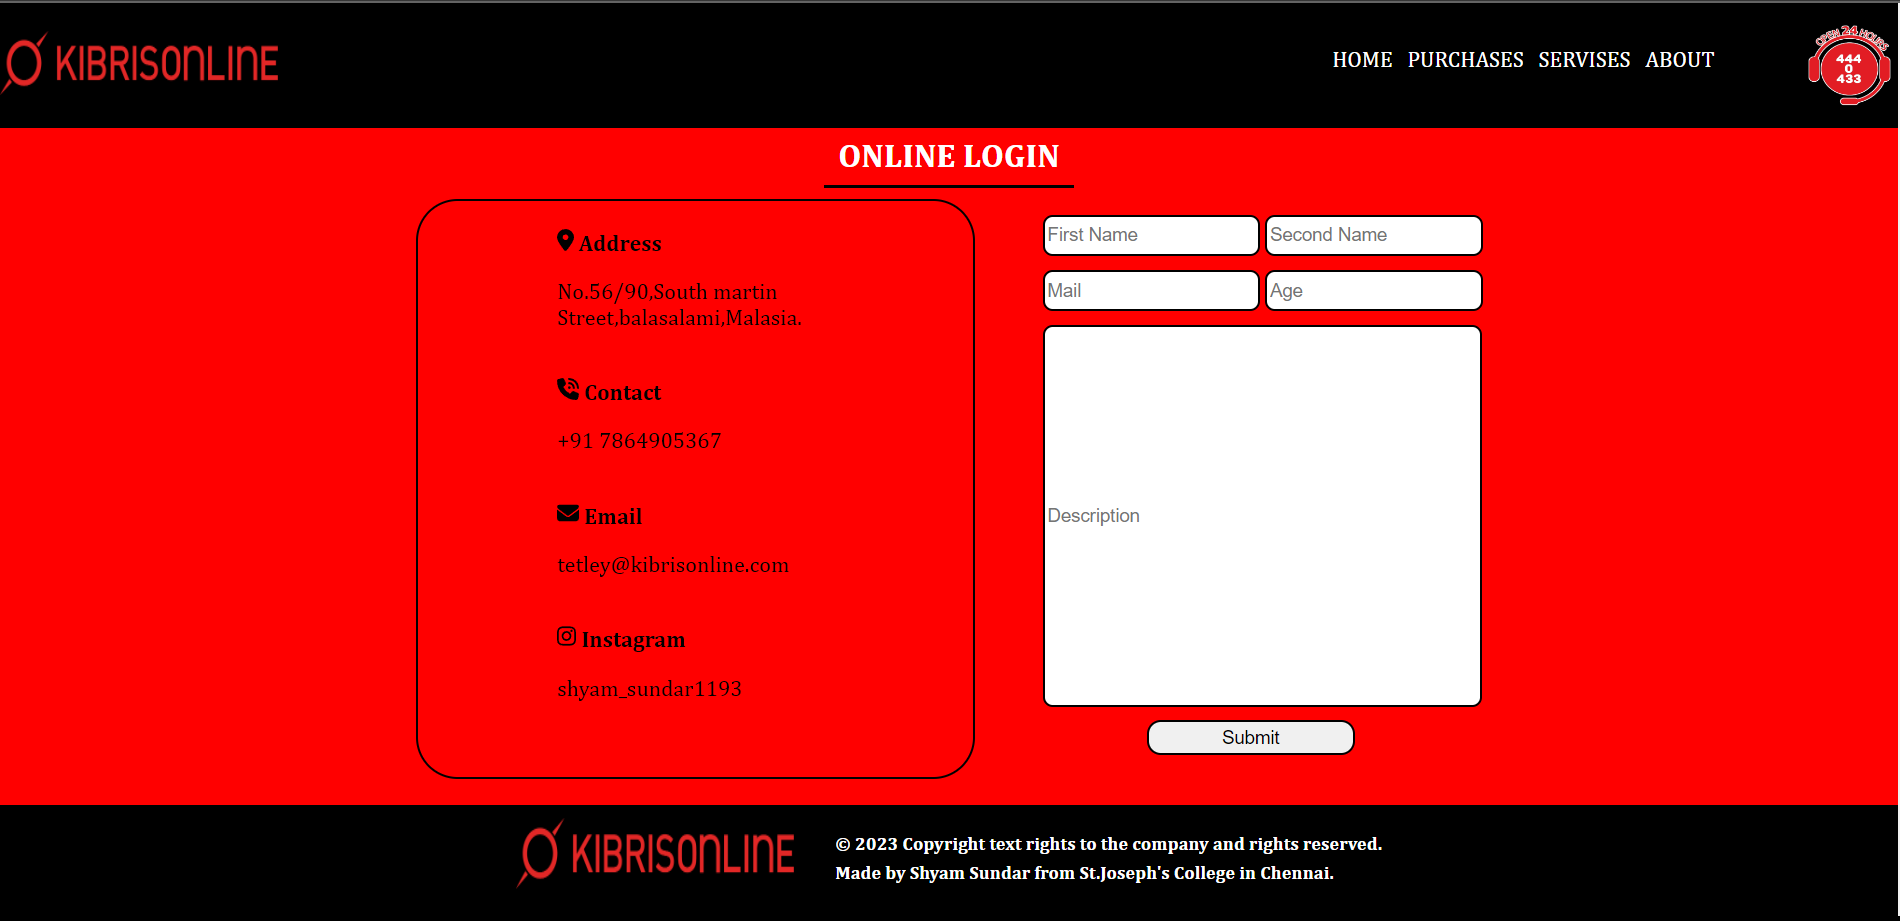 KIBRISONLINE
HOME PURCHASES SERVISES ABOUT
OPEN 24 HOURS
444
0
433
ONLINE LOGIN
Address
No.56/90,South martin
Street,balasalami,Malasia.
Contact
+91 7864905367
Email
tetley@kibrisonline.com
Instagram
shyam_sundar1193
First Name Second Name
Mail Age
Description
Submit
KIBRISONLINE
© 2023 Copyright text rights to the company and rights reserved.
Made by Shyam Sundar from St.Joseph's College in Chennai.